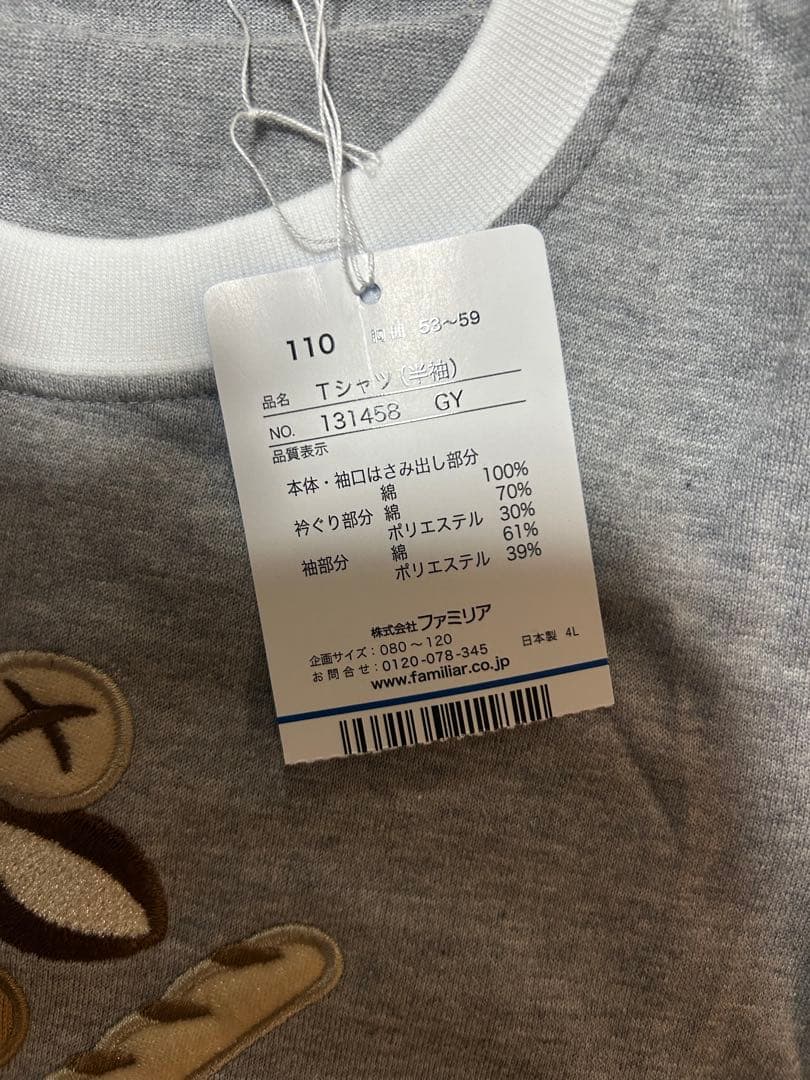 110 胸囲 53〜59
品名 Tシャツ(半袖)
NO. 131458 GY
品質表示
本体・袖口はさみ出し部分
綿 100%
衿ぐり部分 綿 70%
ポリエステル 30%
袖部分 綿 61%
ポリエステル 39%
株式会社ファミリア
企画サイズ:080〜120
日本製 4L
お問合せ:0120-078-345
www.familiar.co.jp